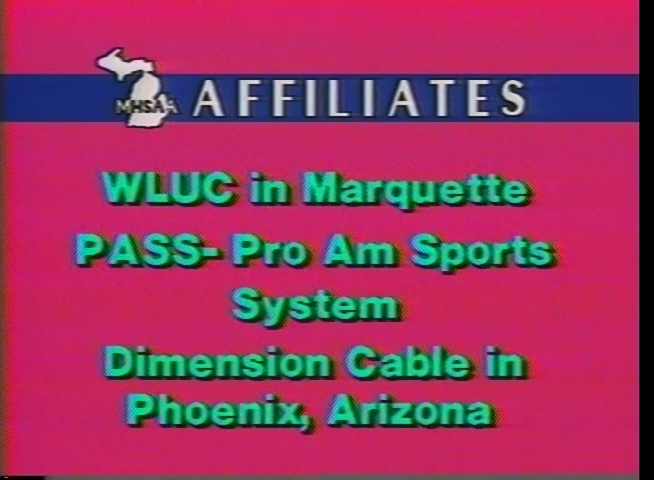 MHSAA AFFILIATES
WLUC in Marquette
PASS- Pro Am Sports
System
Dimension Cable in
Phoenix, Arizona